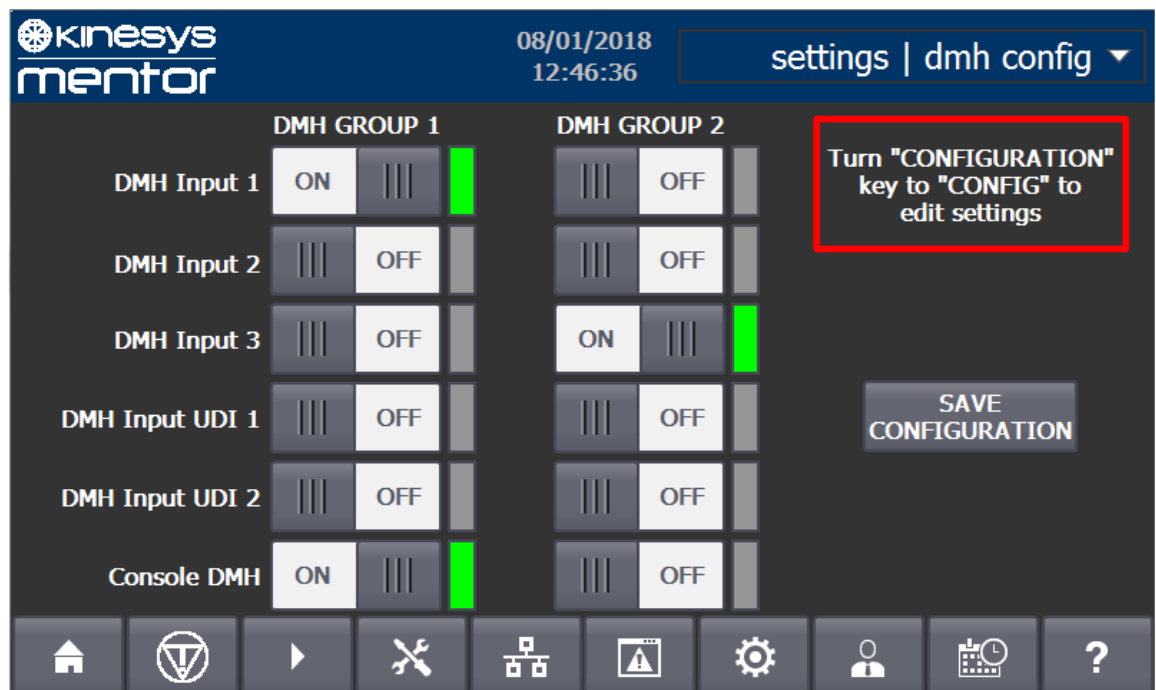 kinesys
mentor
08/01/2018
12:46:36
settings | dmh config
DMH GROUP 1
DMH GROUP 2
Turn "CONFIGURATION"
key to "CONFIG" to
edit settings
DMH Input 1
ON
OFF
DMH Input 2
OFF
OFF
DMH Input 3
OFF
ON
DMH Input UDI 1
OFF
OFF
SAVE
CONFIGURATION
DMH Input UDI 2
OFF
OFF
Console DMH
ON
OFF
?